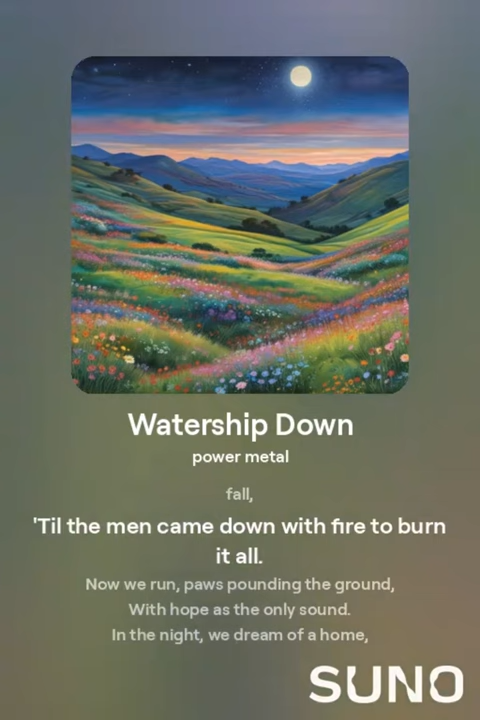 Watership Down
power metal
fall,
'Til the men came down with fire to burn
it all.
Now we run, paws pounding the ground,
With hope as the only sound.
In the night, we dream of a home,
SUNO